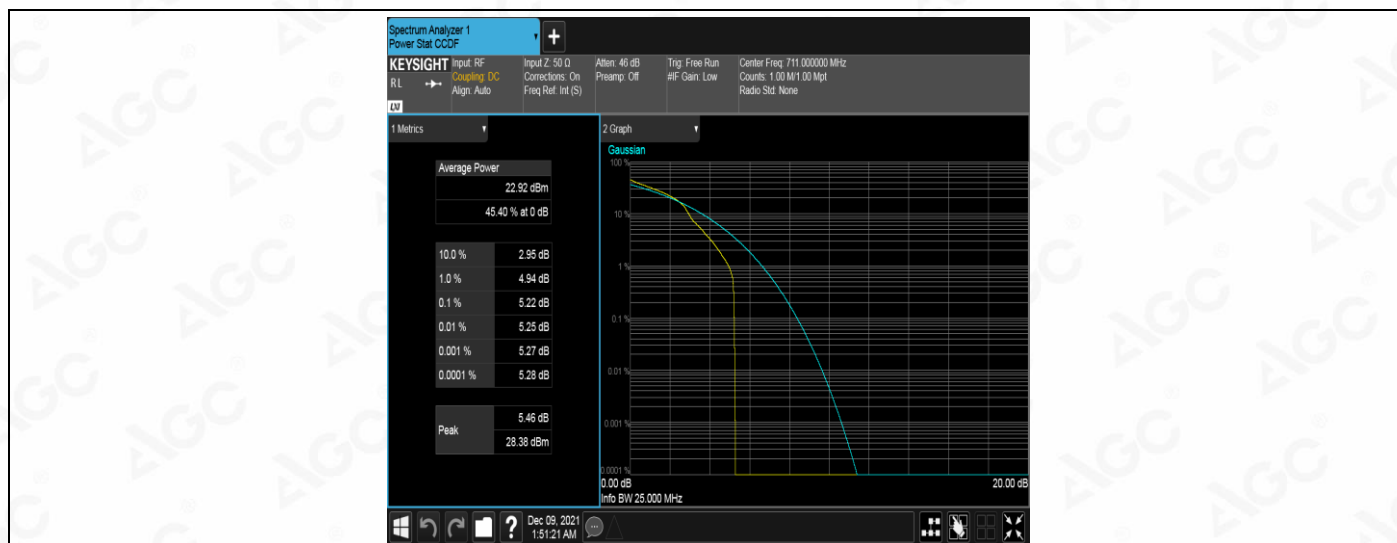 Spectrum Analyzer 1
Power Stat CCDF
+
KEYSIGHT
Input: RF
Coupling: DC
Align: Auto
Input Z: 50 Ω
Corrections: On
Freq Ref: Int (S)
Atten: 46 dB
Preamp: Off
Trig: Free Run
#IF Gain: Low
Center Freq: 711.000000 MHz
Counts: 1.00 M/1.00 Mpt
Radio Std: None
R L
LXI
1 Metrics
Average Power
22.92 dBm
45.40 % at 0 dB
10.0 % 2.95 dB
1.0 % 4.94 dB
0.1 % 5.22 dB
0.01 % 5.25 dB
0.001 % 5.27 dB
0.0001 % 5.28 dB
Peak
5.46 dB
28.38 dBm
2 Graph
Gaussian
100 %
10 %
1 %
0.1 %
0.01 %
0.001 %
0.0001 %
0.00 dB 20.00 dB
Info BW 25.000 MHz
?
Dec 09, 2021
1:51:21 AM
AGC